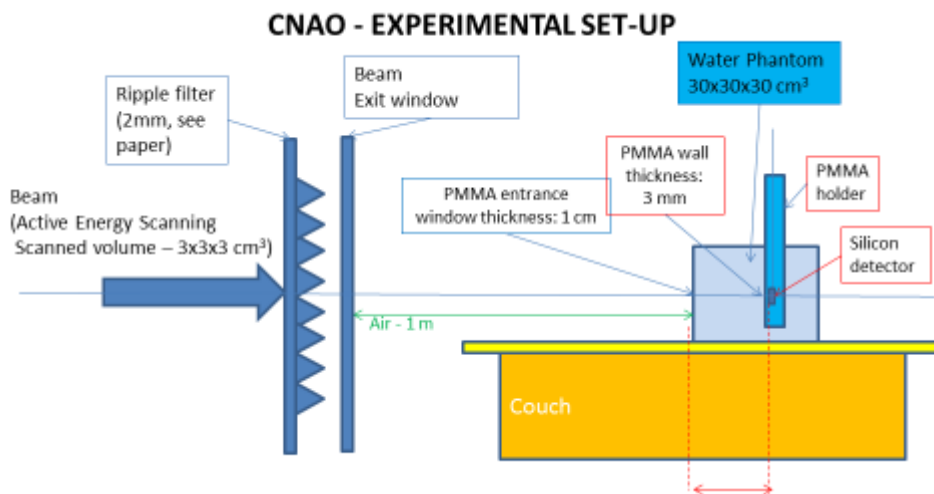 CNAO - EXPERIMENTAL SET-UP
Ripple filter
(2mm, see
paper)
Beam
Exit window
Water Phantom
30x30x30 cm³
PMMA wall
thickness:
3 mm
PMMA
holder
PMMA entrance
window thickness: 1 cm
Beam
(Active Energy Scanning
Scanned volume – 3x3x3 cm³)
Silicon
detector
Air - 1 m
Couch